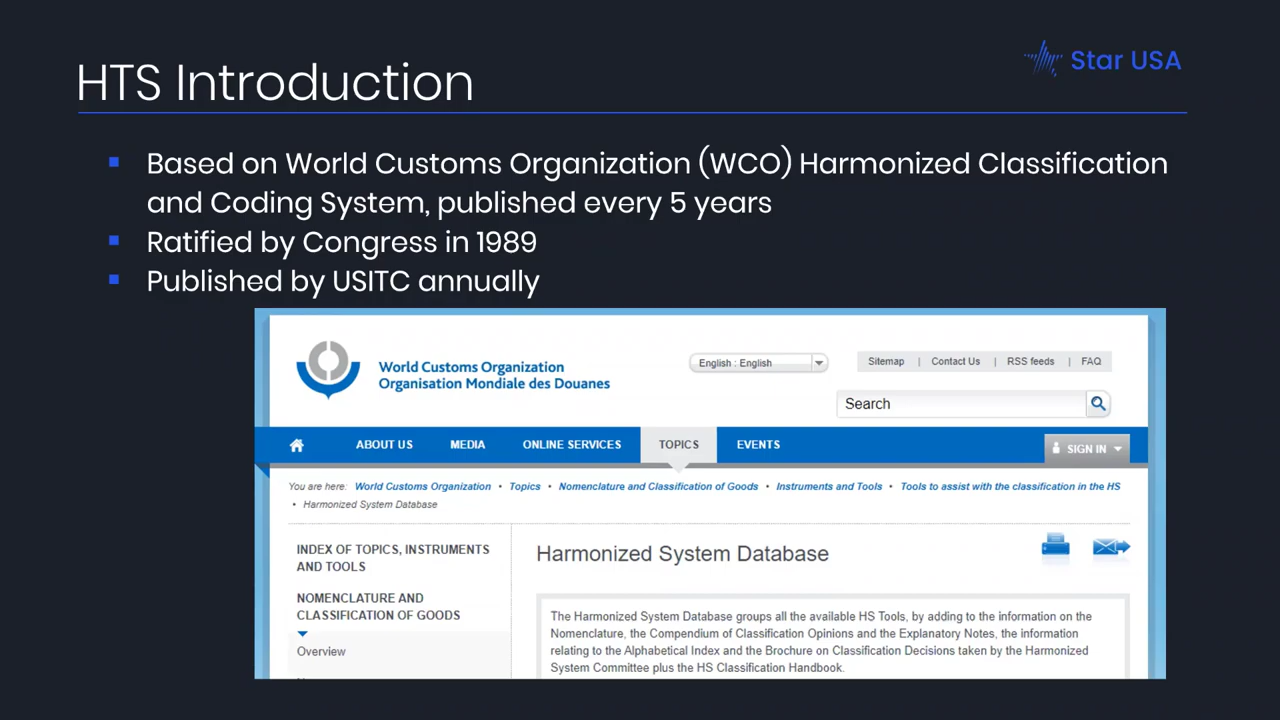 HTS Introduction
Star USA
Based on World Customs Organization (WCO) Harmonized Classification
and Coding System, published every 5 years
Ratified by Congress in 1989
Published by USITC annually
World Customs Organization
Organisation Mondiale des Douanes
English : English
Sitemap | Contact Us | RSS feeds | FAQ
Search
ABOUT US MEDIA ONLINE SERVICES TOPICS EVENTS SIGN IN
You are here: World Customs Organization • Topics • Nomenclature and Classification of Goods • Instruments and Tools • Tools to assist with the classification in the HS
• Harmonized System Database
INDEX OF TOPICS, INSTRUMENTS
AND TOOLS
NOMENCLATURE AND
CLASSIFICATION OF GOODS
Overview
Harmonized System Database
The Harmonized System Database groups all the available HS Tools, by adding to the information on the
Nomenclature, the Compendium of Classification Opinions and the Explanatory Notes, the information
relating to the Alphabetical Index and the Brochure on Classification Decisions taken by the Harmonized
System Committee plus the HS Classification Handbook.